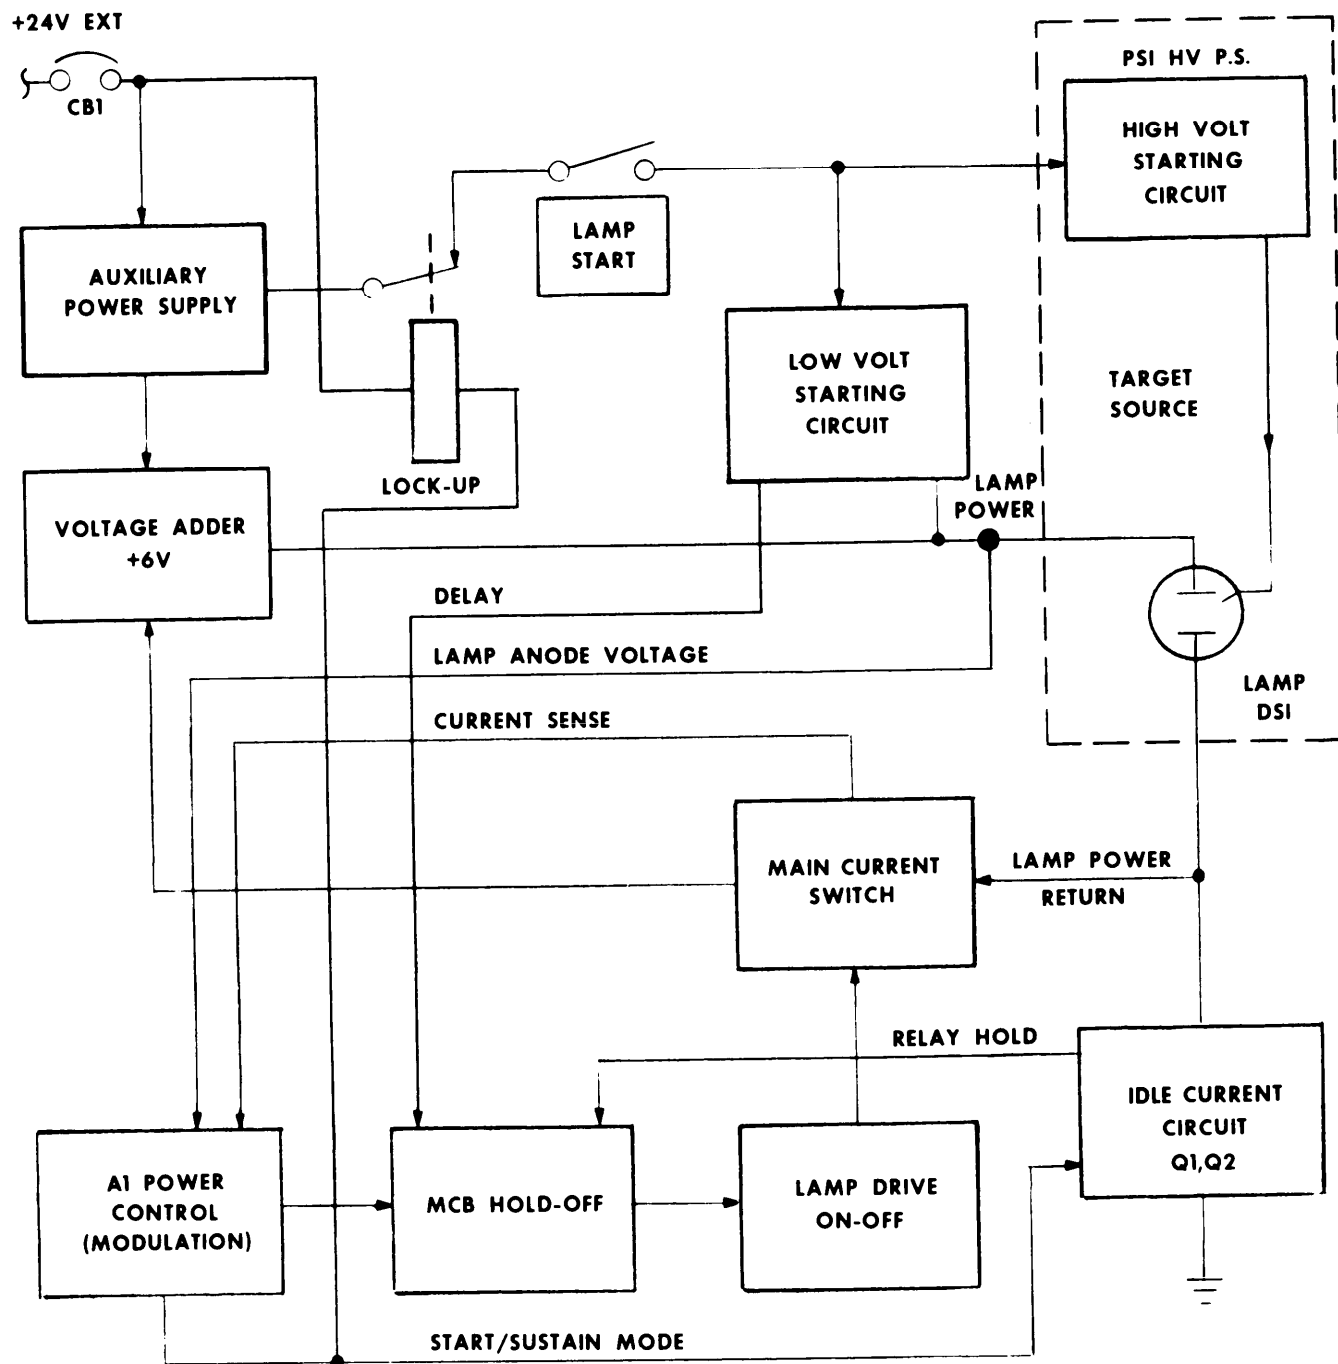 +24V EXT
CB1
PSI HV P.S.
HIGH VOLT
STARTING
CIRCUIT
LAMP
START
AUXILIARY
POWER SUPPLY
LOW VOLT
STARTING
CIRCUIT
TARGET
SOURCE
LOCK-UP
LAMP
POWER
VOLTAGE ADDER
+6V
DELAY
LAMP ANODE VOLTAGE
LAMP
DSI
CURRENT SENSE
MAIN CURRENT
SWITCH
LAMP POWER
RETURN
RELAY HOLD
IDLE CURRENT
CIRCUIT
Q1,Q2
A1 POWER
CONTROL
(MODULATION)
MCB HOLD-OFF
LAMP DRIVE
ON-OFF
START/SUSTAIN MODE